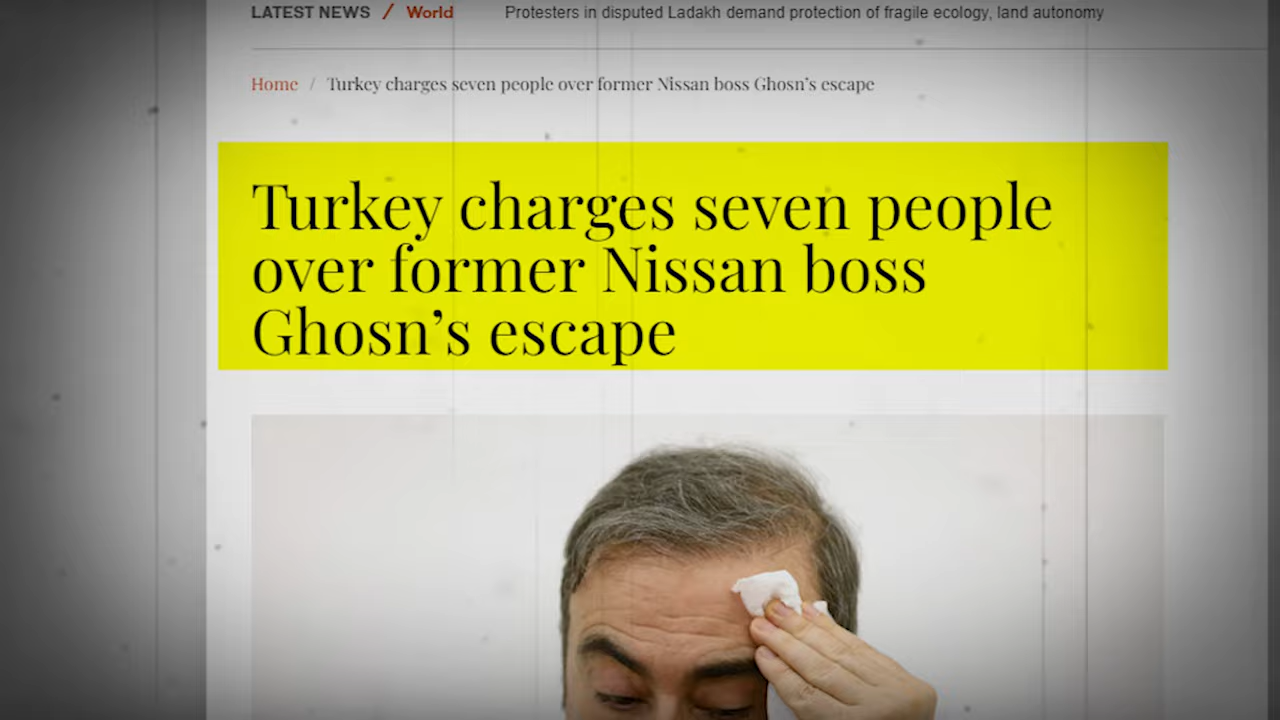 LATEST NEWS / World Protesters in disputed Ladakh demand protection of fragile ecology, land autonomy
Home / Turkey charges seven people over former Nissan boss Ghosn’s escape
Turkey charges seven people
over former Nissan boss
Ghosn’s escape